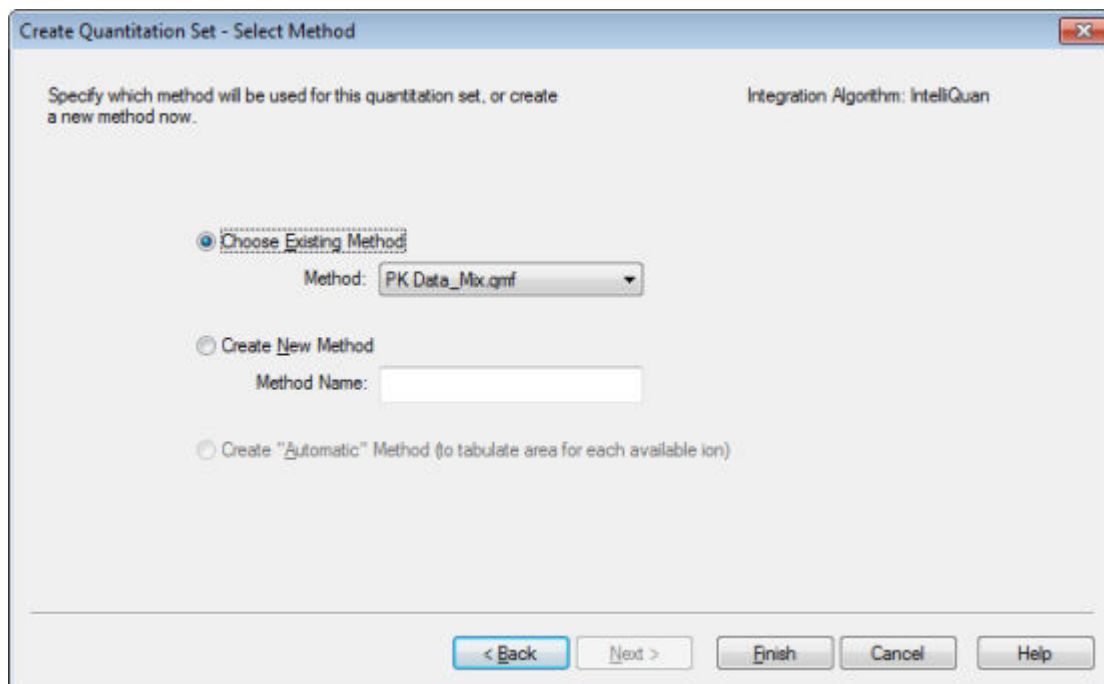 Create Quantitation Set - Select Method
Specify which method will be used for this quantitation set, or create
a new method now.
Integration Algorithm: IntelliQuan
Choose Existing Method
Method: PK Data_Mix.qmf
Create New Method
Method Name:
Create "Automatic" Method (to tabulate area for each available ion)
< Back Next > Finish Cancel Help